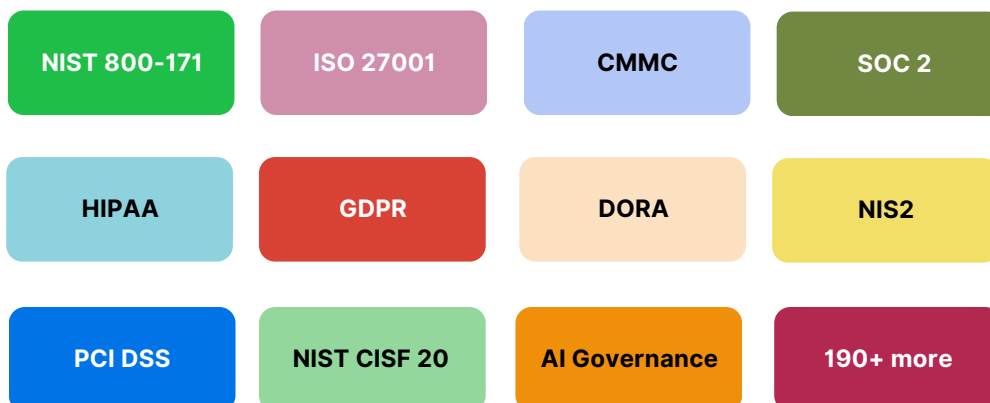 NIST 800-171
ISO 27001
CMMC
SOC 2
HIPAA
GDPR
DORA
NIS2
PCI DSS
NIST CISF 20
AI Governance
190+ more